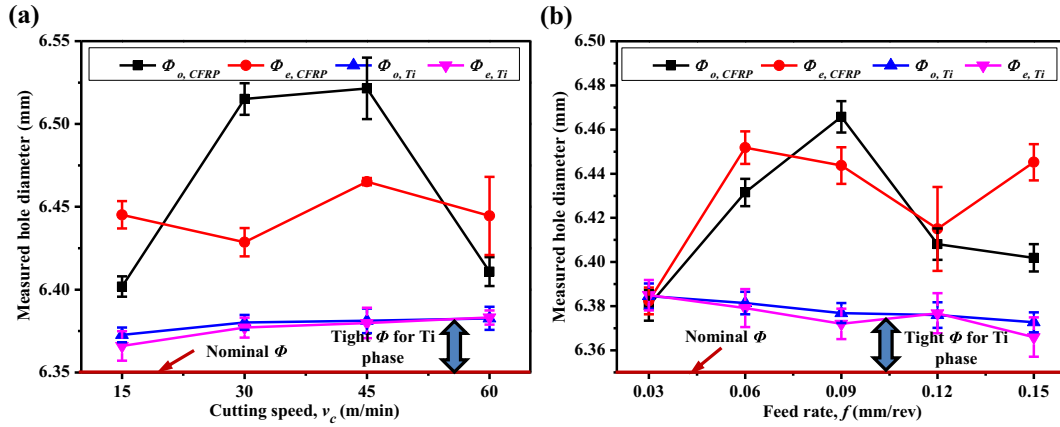 (a)
Φo, CFRP Φe, CFRP Φo, Ti Φe, Ti
Measured hole diameter (mm)
6.55
6.50
6.45
6.40
6.35
Nominal Φ
Tight Φ for Ti
phase
15 30 45 60
Cutting speed, vc (m/min)
(b)
Φo, CFRP Φe, CFRP Φo, Ti Φe, Ti
Measured hole diameter (mm)
6.50
6.48
6.46
6.44
6.42
6.40
6.38
6.36
Nominal Φ
Tight Φ for Ti
phase
0.03 0.06 0.09 0.12 0.15
Feed rate, f (mm/rev)